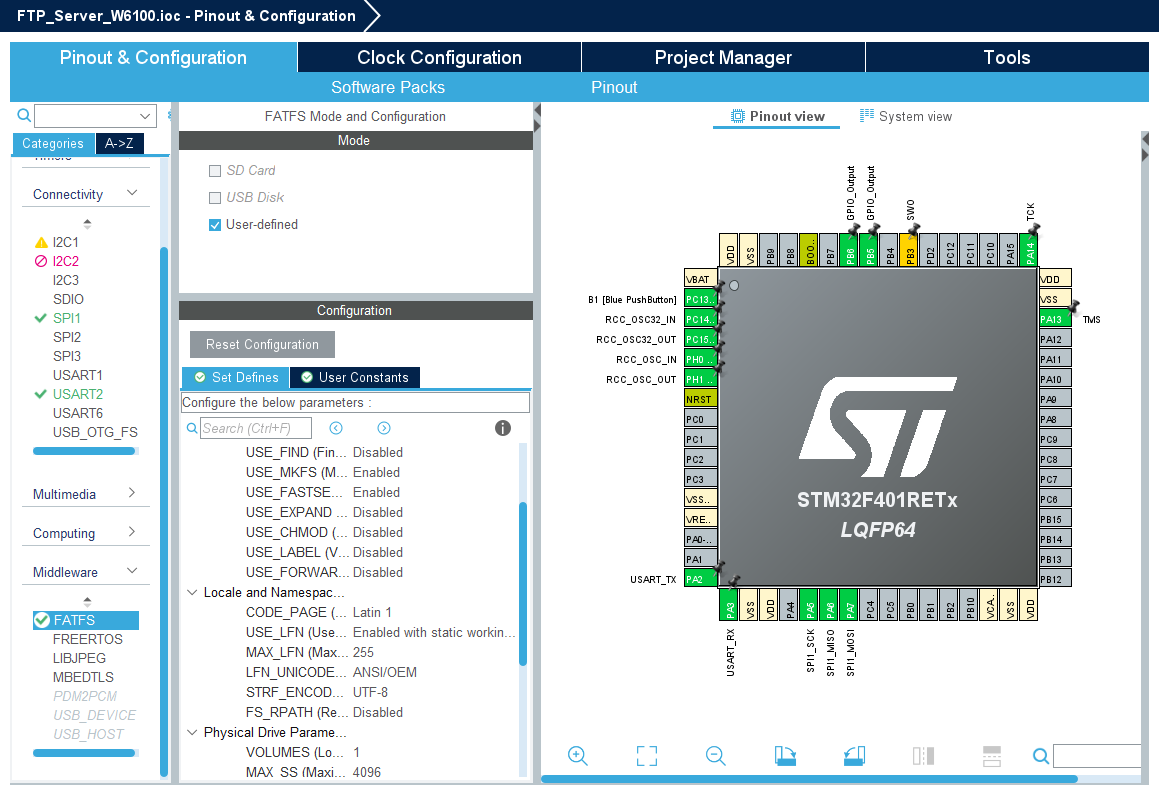 FTP_Server_W6100.ioc - Pinout & Configuration
Pinout & Configuration
Clock Configuration
Project Manager
Tools
Software Packs
Pinout
Categories
A->Z
Timers
Connectivity
I2C1
I2C2
I2C3
SDIO
SPI1
SPI2
SPI3
USART1
USART2
USART6
USB_OTG_FS
Multimedia
Computing
Middleware
FATFS
FREERTOS
LIBJPEG
MBEDTLS
PDM2PCM
USB_DEVICE
USB_HOST
FATFS Mode and Configuration
Mode
SD Card
USB Disk
User-defined
Configuration
Reset Configuration
Set Defines
User Constants
Configure the below parameters :
Search (Ctrl+F)
USE_FIND (Fin... Disabled
USE_MKFS (M... Enabled
USE_FASTSE... Enabled
USE_EXPAND ... Disabled
USE_CHMOD (... Disabled
USE_LABEL (V... Disabled
USE_FORWAR... Disabled
Locale and Namespac...
CODE_PAGE (... Latin 1
USE_LFN (Use... Enabled with static workin...
MAX_LFN (Max... 255
LFN_UNICODE... ANSI/OEM
STRF_ENCOD... UTF-8
FS_RPATH (Re... Disabled
Physical Drive Parame...
VOLUMES (Lo... 1
MAX_SS (Maxi... 4096
Pinout view
System view
GPIO_Output
GPIO_Output
SWO
TCK
VDD
VSS
PB9
PB8
BOO..
PB7
PB6
PB5
PB4
PB3
PD2
PC12
PC11
PC10
PA15
PA14
VBAT
B1 [Blue PushButton] PC13..
RCC_OSC32_IN PC14..
RCC_OSC32_OUT PC15..
RCC_OSC_IN PH0 ..
RCC_OSC_OUT PH1 ..
NRST
PC0
PC1
PC2
PC3
VSS..
VRE..
PA0-..
PA1
USART_TX PA2
STM32F401RETx
LQFP64
VDD
VSS
PA13 TMS
PA12
PA11
PA10
PA9
PA8
PC9
PC8
PC7
PC6
PB15
PB14
PB13
PB12
PA3
VSS
VDD
PA4
PA5
PA6
PA7
PC4
PC5
PB0
PB1
PB2
PB10
VCA..
VSS
VDD
USART_RX
SPI1_SCK
SPI1_MISO
SPI1_MOSI